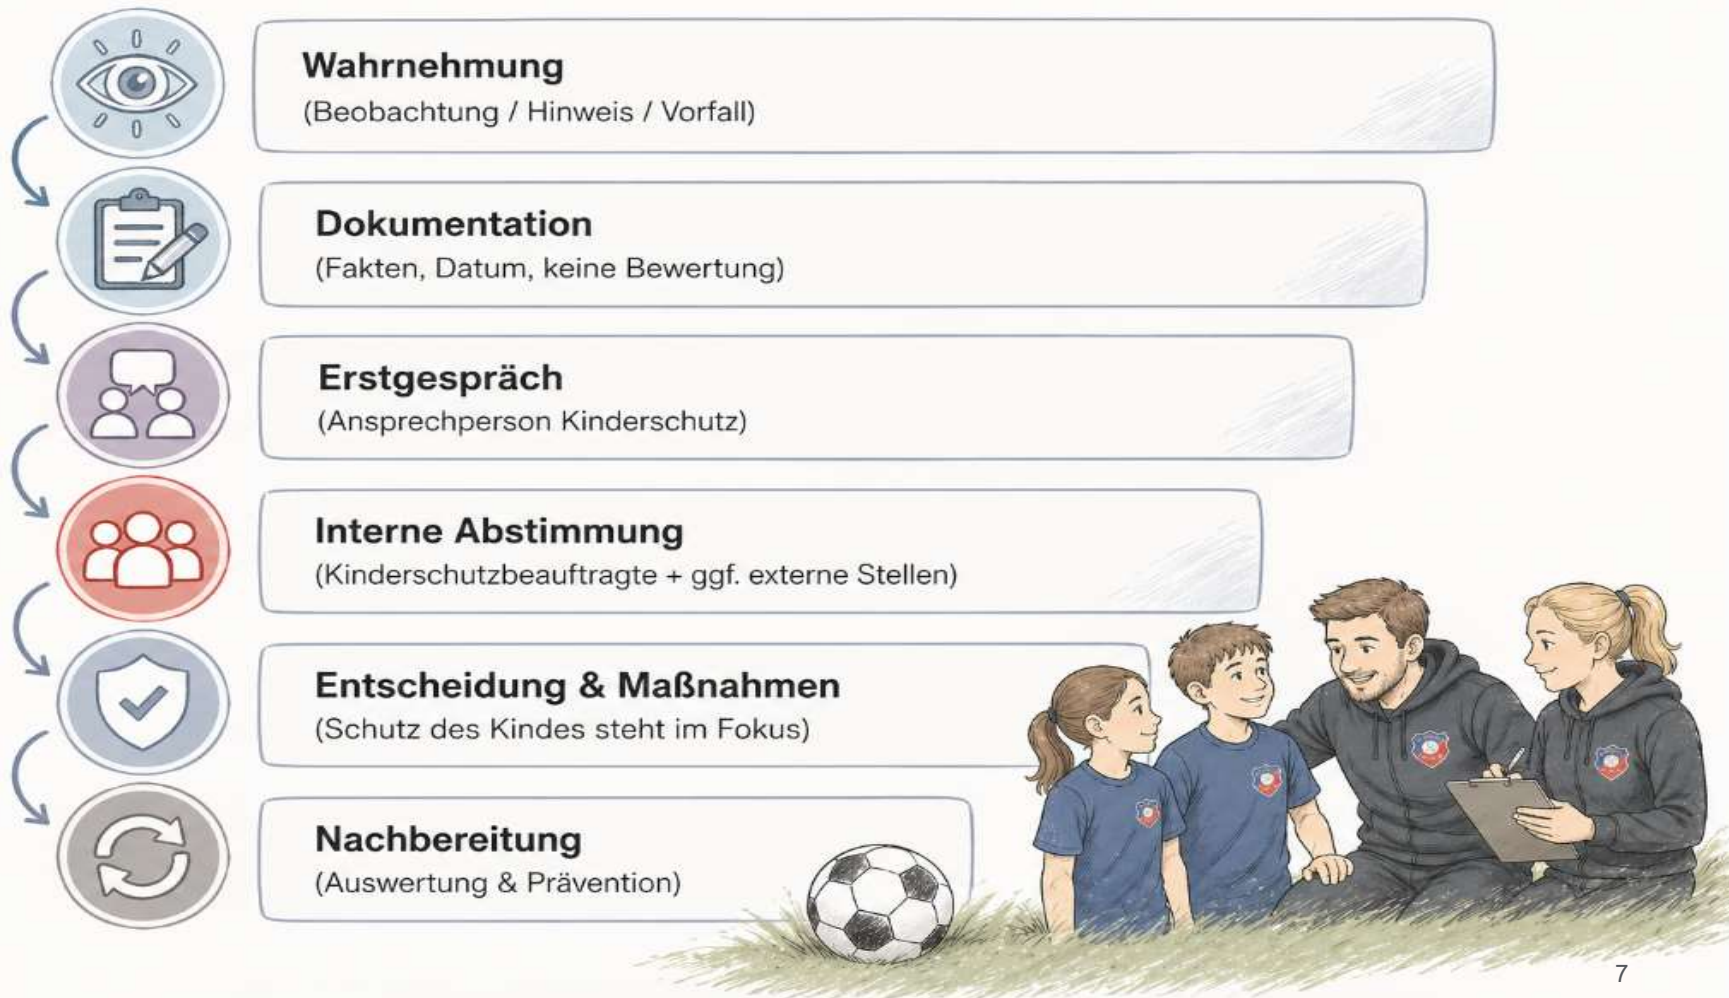 Wahrnehmung
(Beobachtung / Hinweis / Vorfall)
Dokumentation
(Fakten, Datum, keine Bewertung)
Erstgespräch
(Ansprechperson Kinderschutz)
Interne Abstimmung
(Kinderschutzbeauftragte + ggf. externe Stellen)
Entscheidung & Maßnahmen
(Schutz des Kindes steht im Fokus)
Nachbereitung
(Auswertung & Prävention)
7